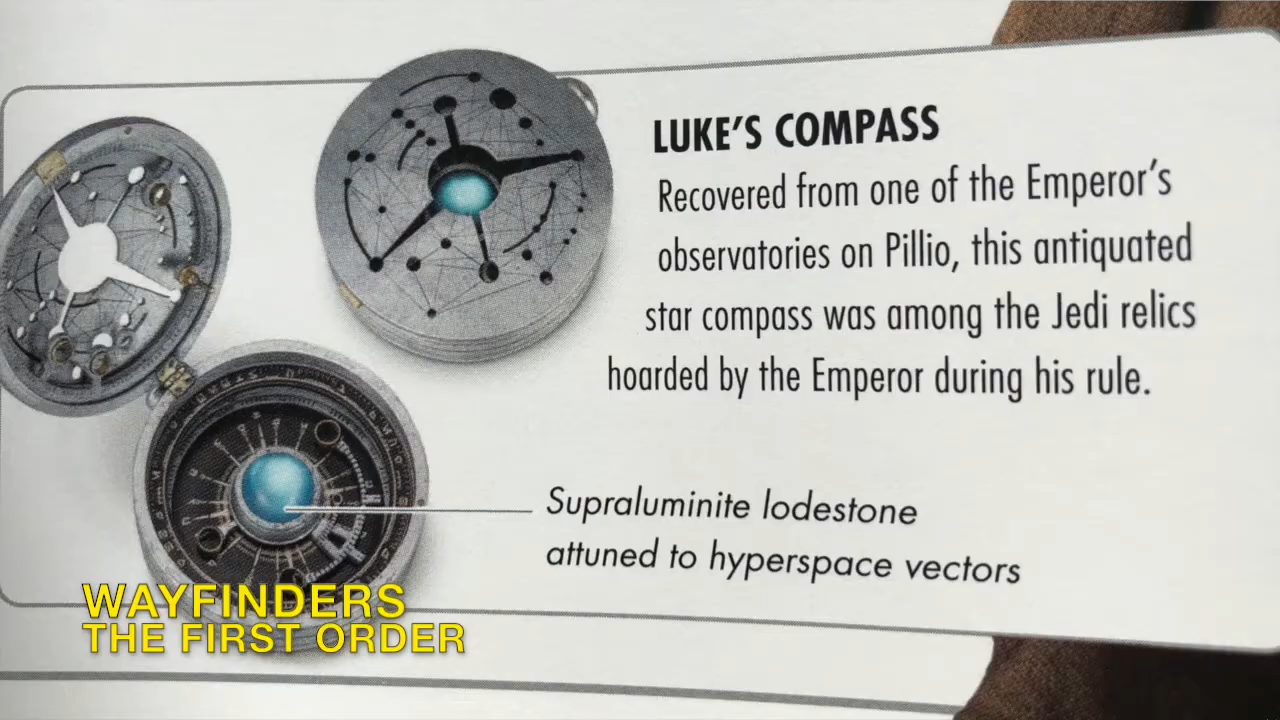 LUKE'S COMPASS
Recovered from one of the Emperor's
observatories on Pillio, this antiquated
star compass was among the Jedi relics
hoarded by the Emperor during his rule.
Supraluminite lodestone
attuned to hyperspace vectors
WAYFINDERS
THE FIRST ORDER